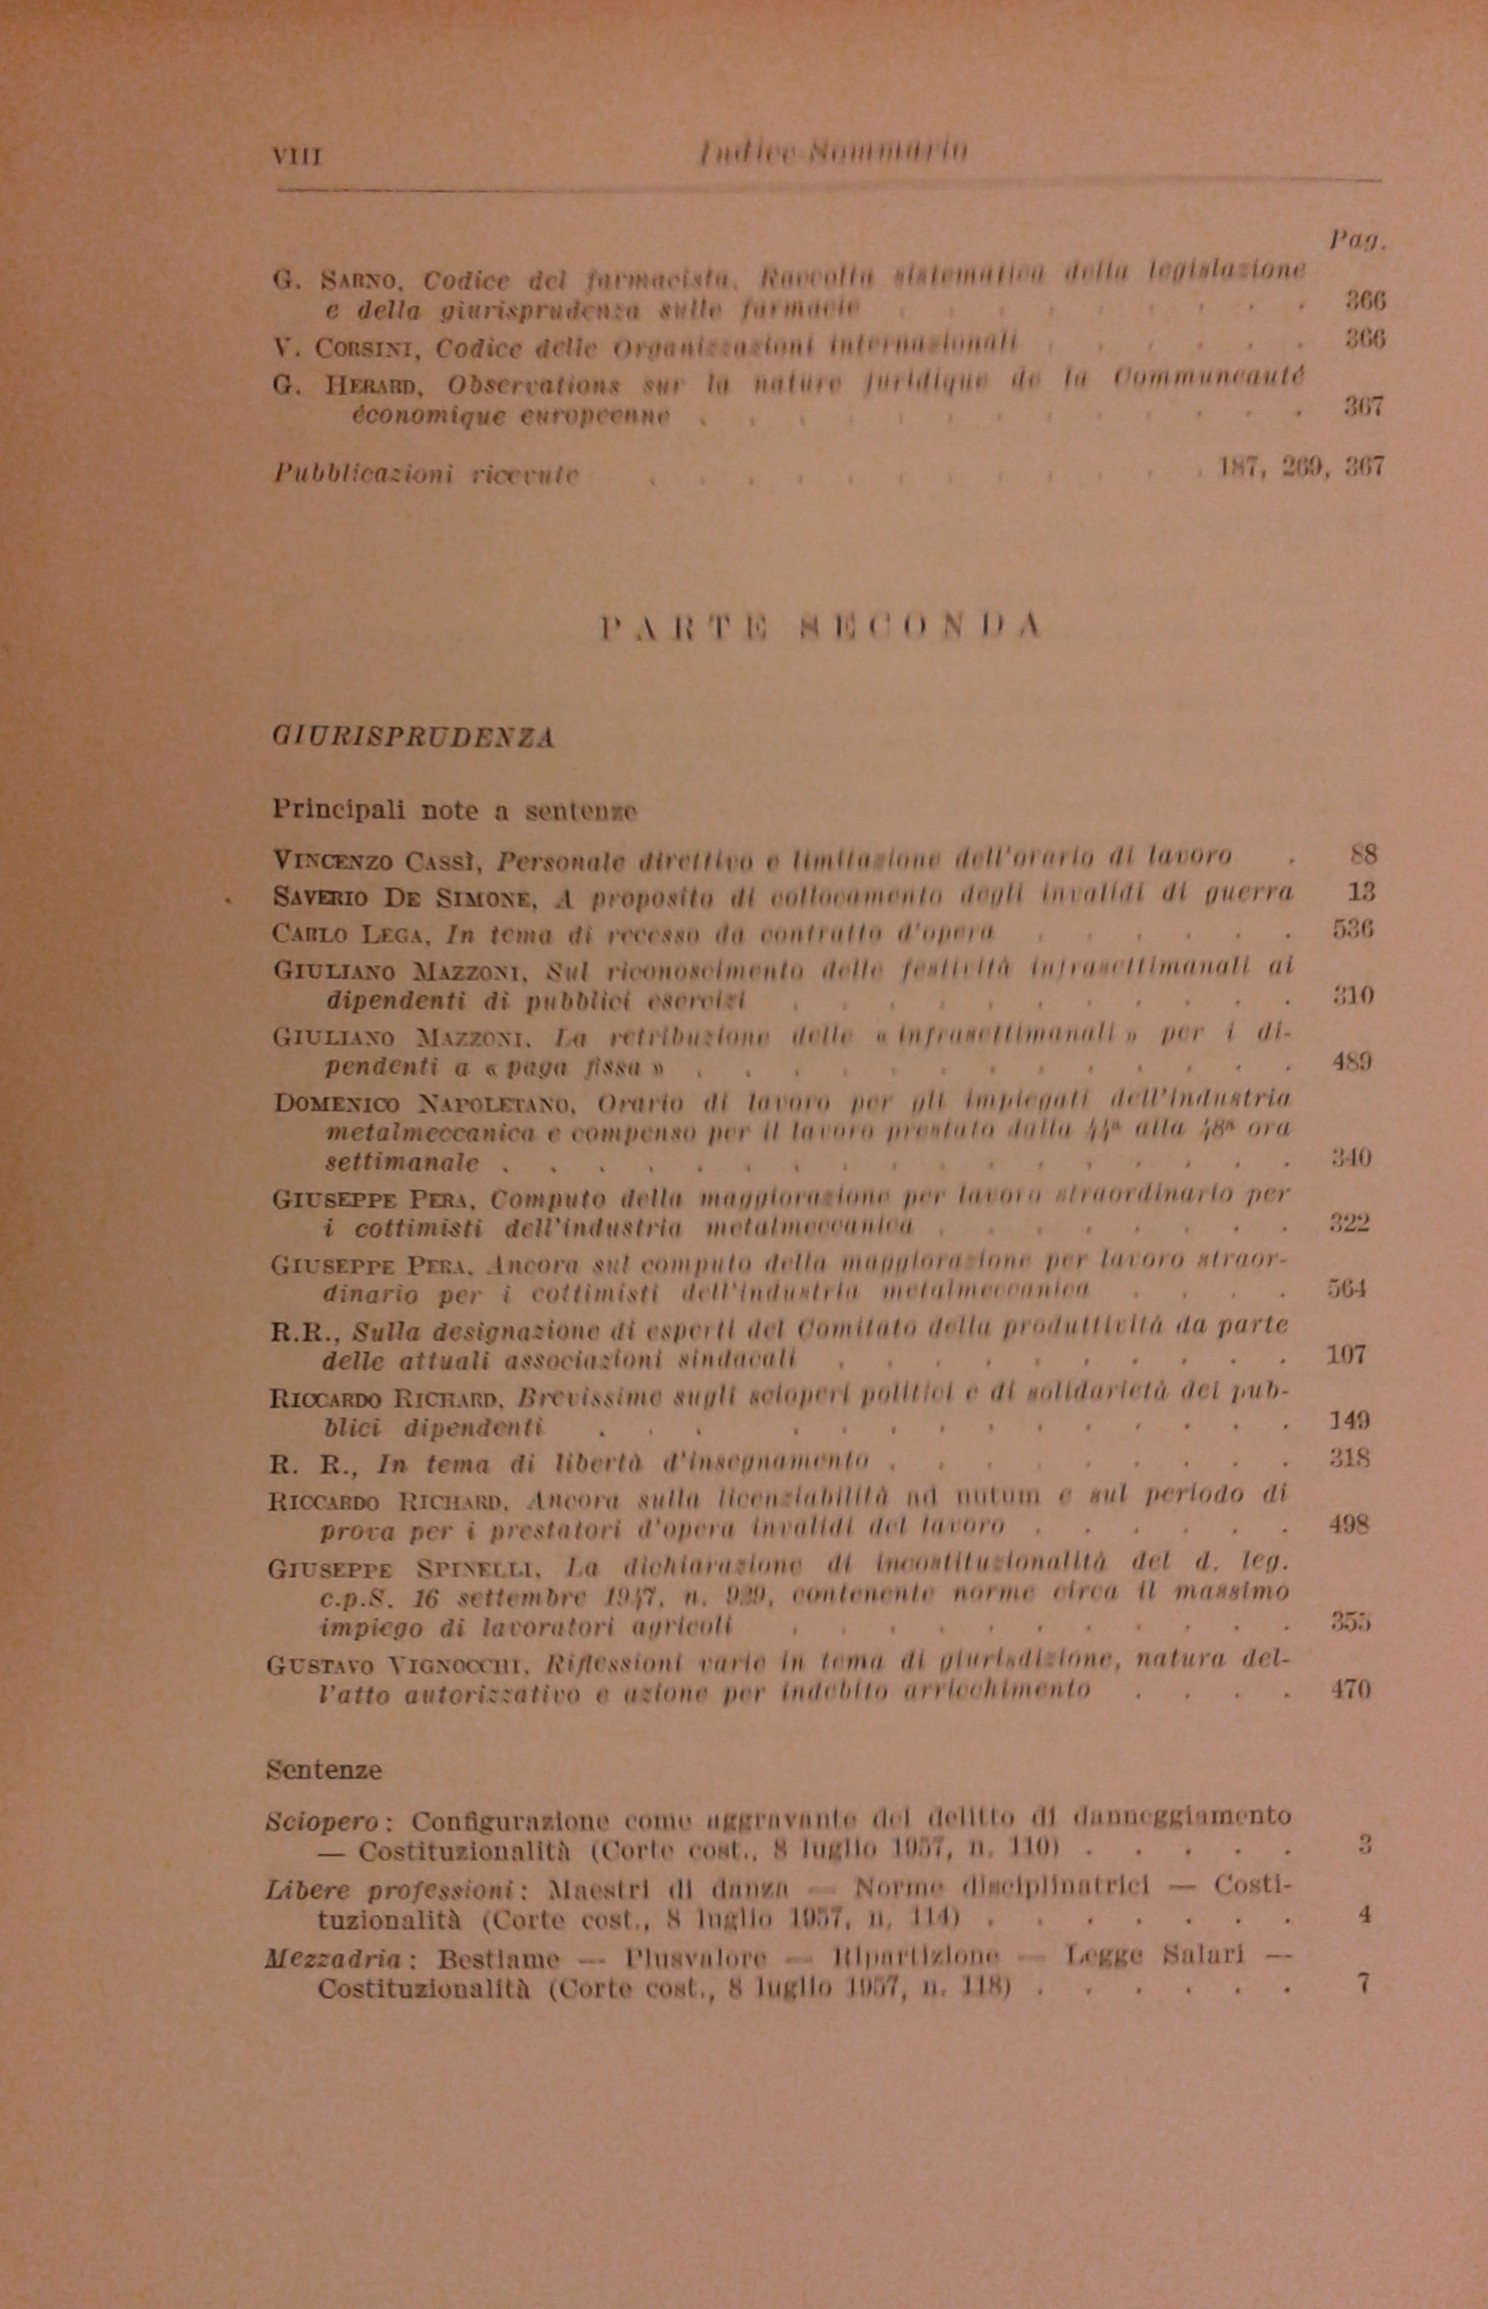 VIII Indice Sommario
Pag.
G. SARNO, Codice del farmacista. Raccolta sistematica della legislazione
e della giurisprudenza sulle farmacie . . . . . . . . . 366
V. CORSINI, Codice delle Organizzazioni internazionali . . . . . . 366
G. HERARD, Observations sur la nature juridique de la Communeauté
économique europeenne . . . . . . . . . . . . . 367
Pubblicazioni ricevute . . . . . . . . . . . . 187, 269, 367
PARTE SECONDA
GIURISPRUDENZA
Principali note a sentenze
VINCENZO CASSÌ, Personale direttivo e limitazione dell'orario di lavoro . 88
SAVERIO DE SIMONE, A proposito di collocamento degli invalidi di guerra 13
CARLO LEGA, In tema di recesso da contratto d'opera . . . . . . 536
GIULIANO MAZZONI, Sul riconoscimento delle festività infrasettimanali ai
dipendenti di pubblici esercizi . . . . . . . . . . . 310
GIULIANO MAZZONI, La retribuzione delle « infrasettimanali » per i di-
pendenti a « paga fissa » . . . . . . . . . . . . . 489
DOMENICO NAPOLETANO, Orario di lavoro per gli impiegati dell'industria
metalmeccanica e compenso per il lavoro prestato dalla 44ª alla 48ª ora
settimanale . . . . . . . . . . . . . . . . . 340
GIUSEPPE PERA, Computo della maggiorazione per lavoro straordinario per
i cottimisti dell'industria metalmeccanica . . . . . . . . 322
GIUSEPPE PERA, Ancora sul computo della maggiorazione per lavoro straor-
dinario per i cottimisti dell'industria metalmeccanica . . . . 564
R.R., Sulla designazione di esperti del Comitato della produttività da parte
delle attuali associazioni sindacali . . . . . . . . . . 107
RICCARDO RICHARD, Brevissime sugli scioperi politici e di solidarietà dei pub-
blici dipendenti . . . . . . . . . . . . . . 149
R. R., In tema di libertà d'insegnamento . . . . . . . . . 318
RICCARDO RICHARD, Ancora sulla licenziabilità ad nutum e sul periodo di
prova per i prestatori d'opera invalidi del lavoro . . . . . . 498
GIUSEPPE SPINELLI, La dichiarazione di incostituzionalità del d. leg.
c.p.S. 16 settembre 1947, n. 929, contenente norme circa il massimo
impiego di lavoratori agricoli . . . . . . . . . . . 355
GUSTAVO VIGNOCCHI, Riflessioni varie in tema di giurisdizione, natura del-
l'atto autorizzativo e azione per indebito arricchimento . . . . 470
Sentenze
Sciopero: Configurazione come aggravante del delitto di danneggiamento
— Costituzionalità (Corte cost., 8 luglio 1957, n. 110) . . . . . 3
Libere professioni: Maestri di danza — Norme disciplinatrici — Costi-
tuzionalità (Corte cost., 8 luglio 1957, n. 114) . . . . . . . 4
Mezzadria: Bestiame — Plusvalore — Ripartizione — Legge Salari —
Costituzionalità (Corte cost., 8 luglio 1957, n. 118) . . . . . . 7